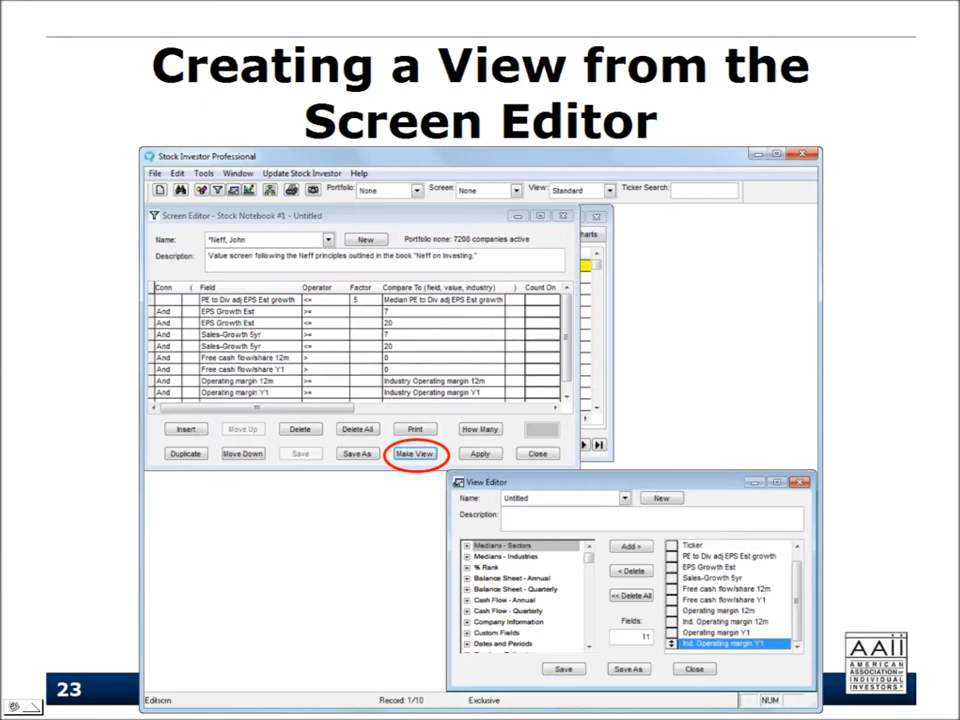 Creating a View from the
Screen Editor
Stock Investor Professional
File Edit Tools Window Update Stock Investor Help
Portfolio: None Screen: None View: Standard Ticker Search:
Screen Editor - Stock Notebook #1 - Untitled
Name: *Neff, John New Portfolio none: 7208 companies active
Description: Value screen following the Neff principles outlined in the book "Neff on Investing."
harts
Conn ( Field Operator Factor Compare To (field, value, industry) ) Count On
PE to Div adj EPS Est growth <= .5 Median PE to Div adj EPS Est growth
And EPS Growth Est >= 7
And EPS Growth Est <= 20
And Sales-Growth 5yr >= 7
And Sales-Growth 5yr <= 20
And Free cash flow/share 12m > 0
And Free cash flow/share Y1 > 0
And Operating margin 12m >= Industry Operating margin 12m
And Operating margin Y1 >= Industry Operating margin Y1
Insert Move Up Delete Delete All Print How Many
Duplicate Move Down Save Save As Make View Apply Close
View Editor
Name: Untitled New
Description:
Medians - Sectors
Medians - Industries
% Rank
Balance Sheet - Annual
Balance Sheet - Quarterly
Cash Flow - Annual
Cash Flow - Quarterly
Company Information
Custom Fields
Dates and Periods
Add >
< Delete
<< Delete All
Fields:
11
Ticker
PE to Div adj EPS Est growth
EPS Growth Est
Sales-Growth 5yr
Free cash flow/share 12m
Free cash flow/share Y1
Operating margin 12m
Ind. Operating margin 12m
Operating margin Y1
Ind. Operating margin Y1
Save Save As Close
23
Editscrn Record: 1/10 Exclusive NUM
AAII
AMERICAN
ASSOCIATION OF
INDIVIDUAL
INVESTORS